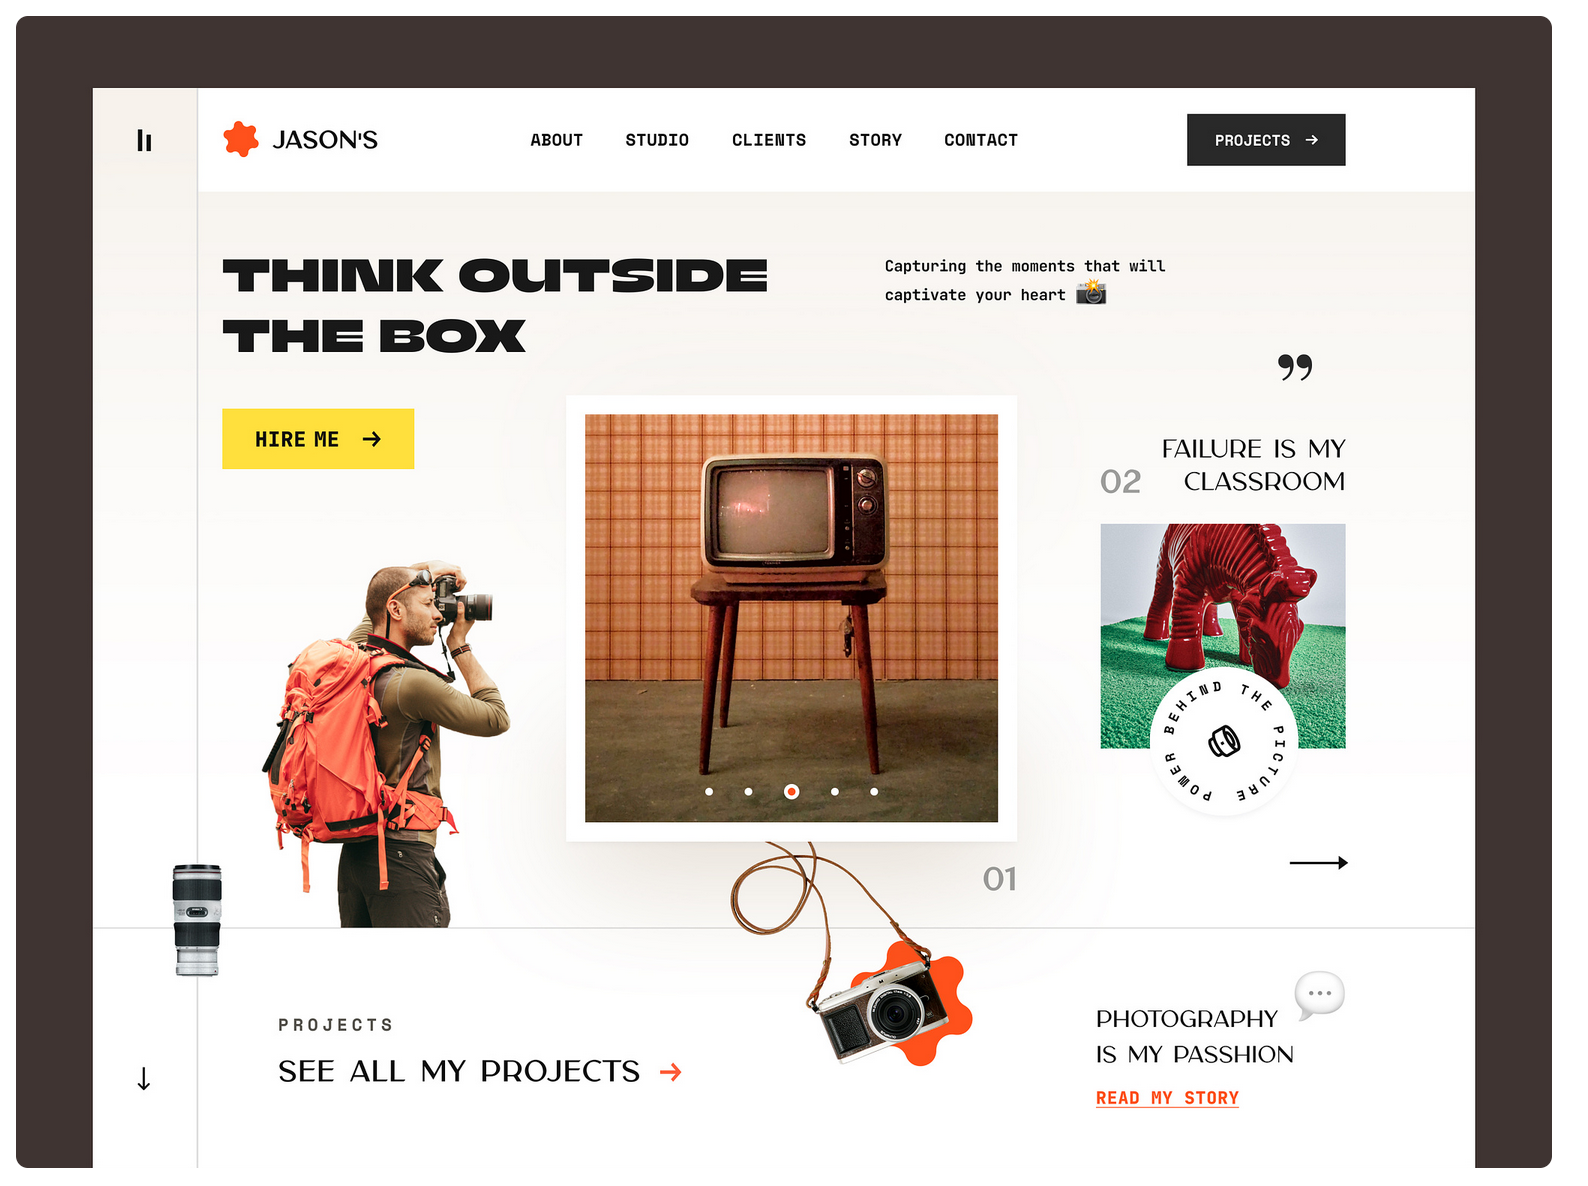 JASON'S
ABOUT
STUDIO
CLIENTS
STORY
CONTACT
PROJECTS →
THINK OUTSIDE
THE BOX
Capturing the moments that will
captivate your heart 📸
HIRE ME →
”
FAILURE IS MY
CLASSROOM
02
POWER BEHIND THE PICTURE
01
PROJECTS
SEE ALL MY PROJECTS →
PHOTOGRAPHY
IS MY PASSHION
READ MY STORY